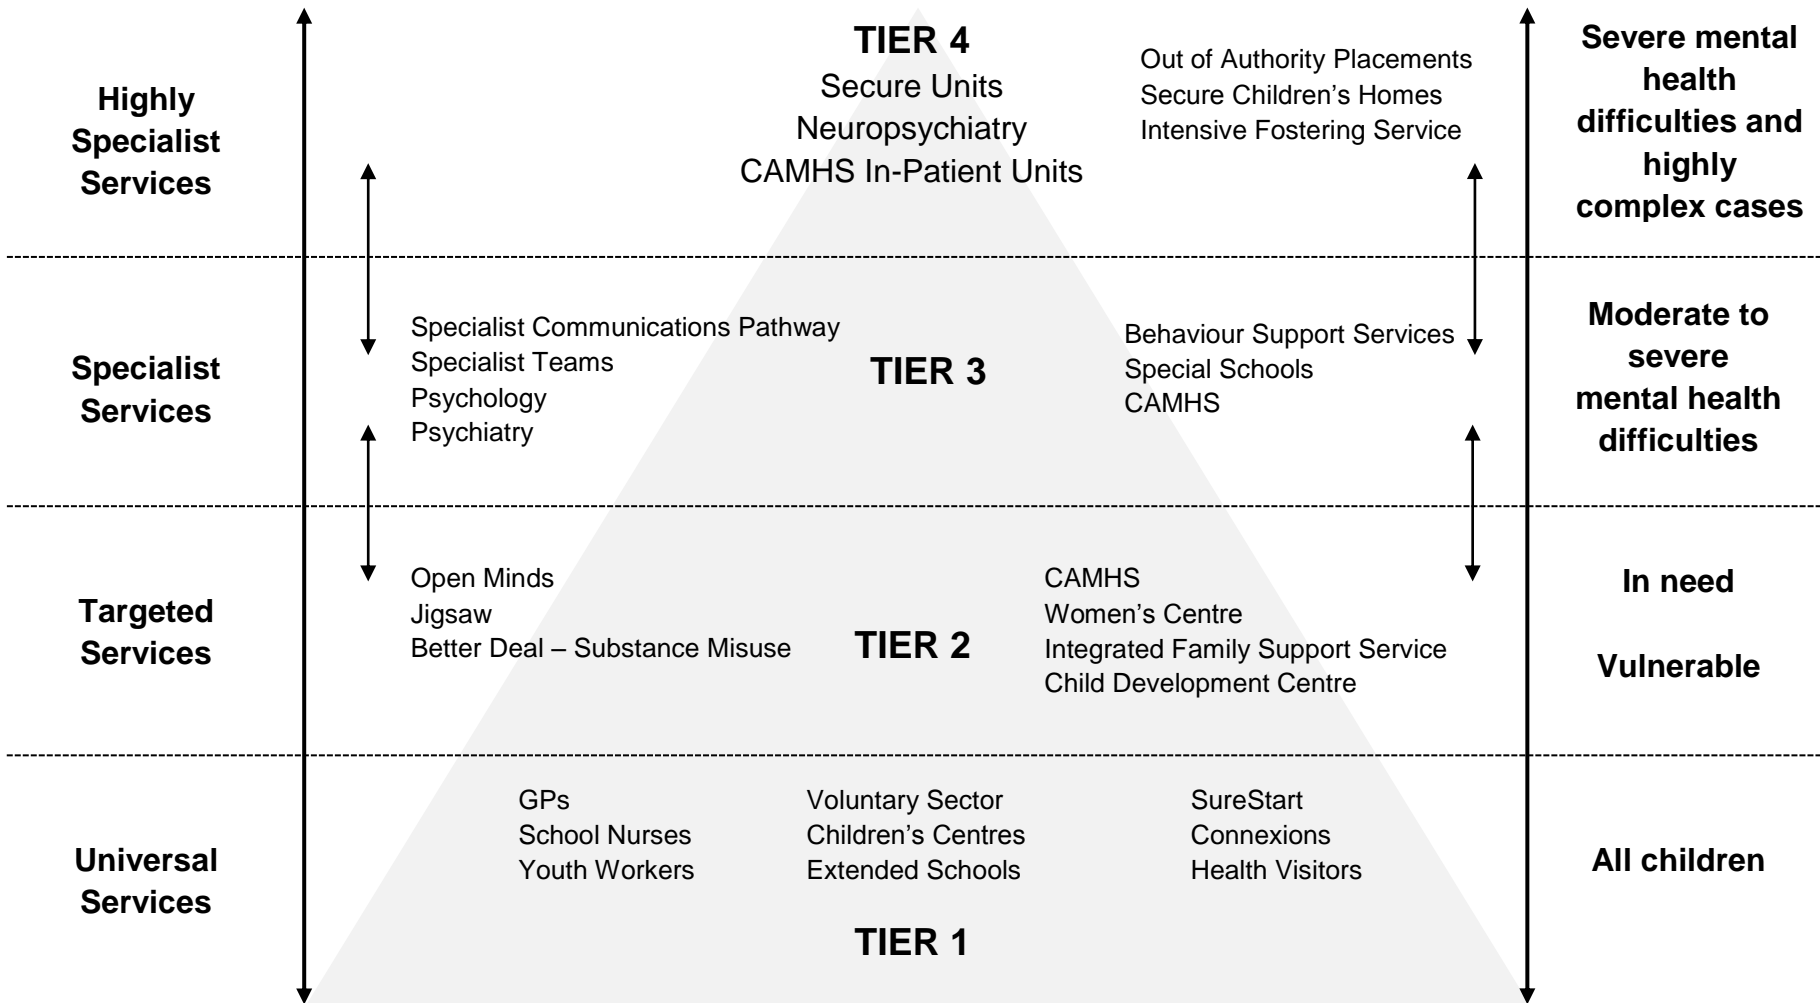 Highly
Specialist
Services
TIER 4
Secure Units
Neuropsychiatry
CAMHS In-Patient Units
Out of Authority Placements
Secure Children’s Homes
Intensive Fostering Service
Severe mental
health
difficulties and
highly
complex cases
Specialist
Services
Specialist Communications Pathway
Specialist Teams
Psychology
Psychiatry
TIER 3
Behaviour Support Services
Special Schools
CAMHS
Moderate to
severe
mental health
difficulties
Targeted
Services
Open Minds
Jigsaw
Better Deal – Substance Misuse
TIER 2
CAMHS
Women’s Centre
Integrated Family Support Service
Child Development Centre
In need
Vulnerable
Universal
Services
GPs
School Nurses
Youth Workers
Voluntary Sector
Children’s Centres
Extended Schools
SureStart
Connexions
Health Visitors
TIER 1
All children